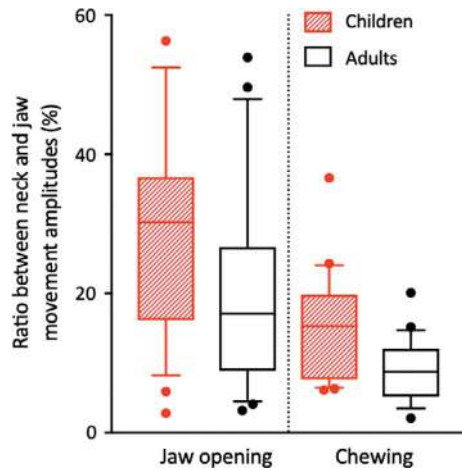 Ratio between neck and jaw
movement amplitudes (%)
60
40
20
0
Children
Adults
Jaw opening
Chewing